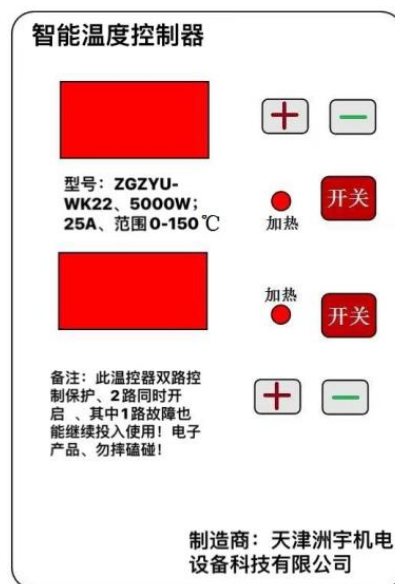 智能温度控制器
+ −
型号：ZGZYU-
WK22、5000W；
25A、范围0-150℃
加热
开关
加热
开关
备注：此温控器双路控
制保护、2路同时开
启 、其中1路故障也
能继续投入使用！电子
产品、勿摔磕碰！
+ −
制造商：天津洲宇机电
设备科技有限公司